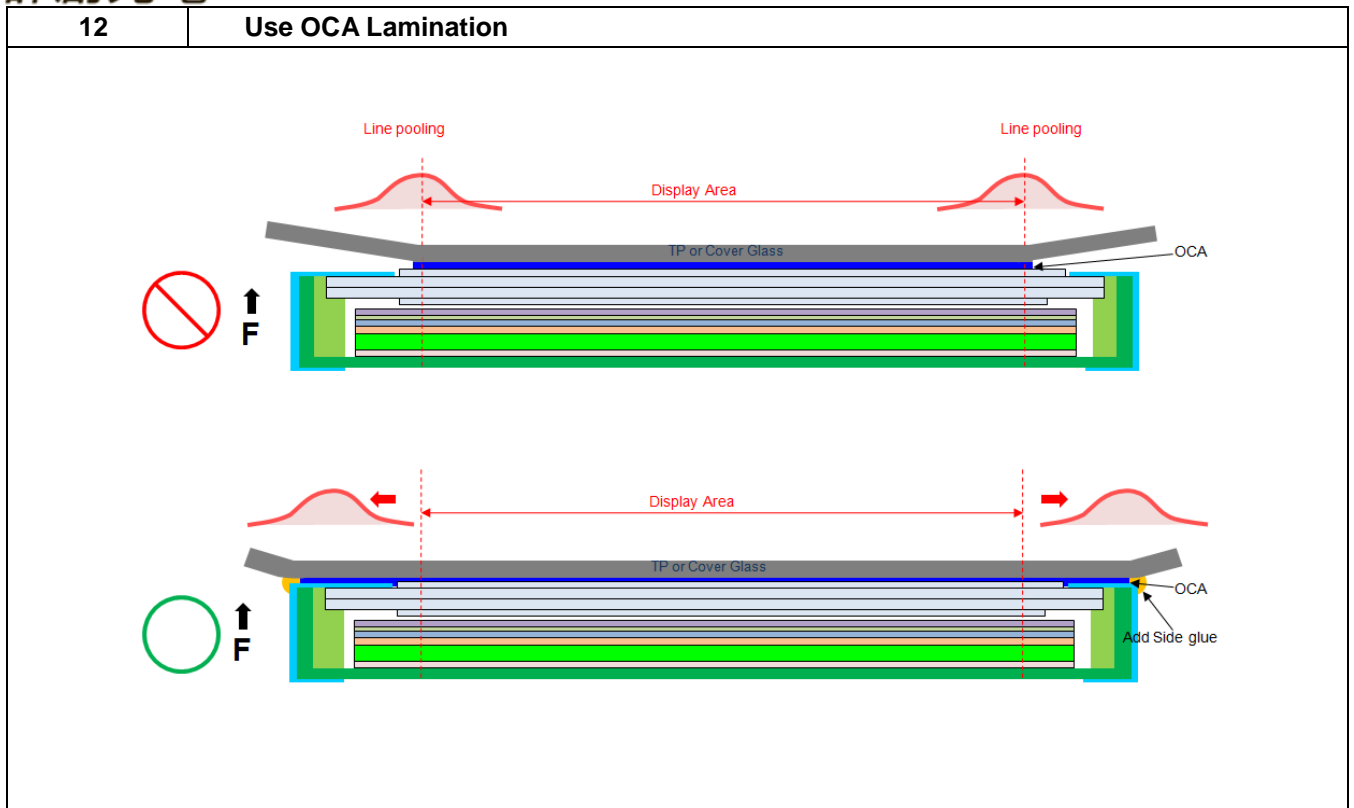 12 Use OCA Lamination
Line pooling Line pooling
Display Area
TP or Cover Glass
OCA
F
Display Area
TP or Cover Glass
OCA
F
Add Side glue